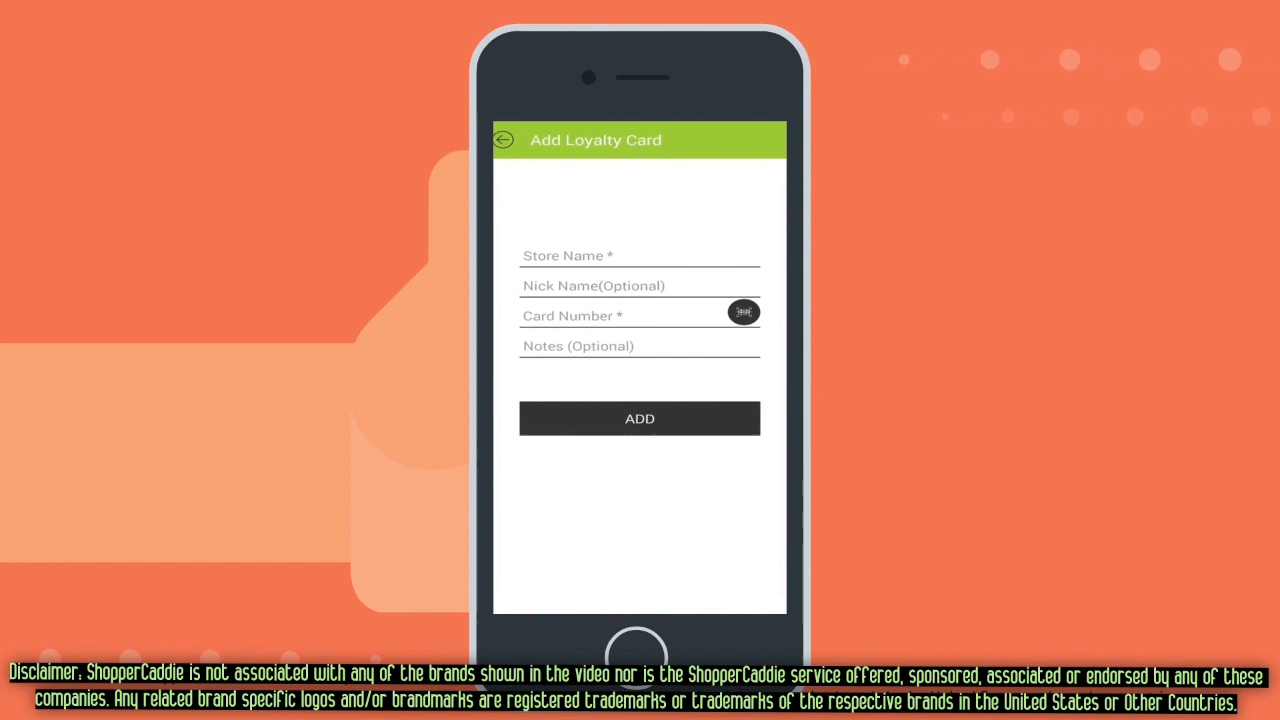 Add Loyalty Card
Store Name *
Nick Name(Optional)
Card Number *
Notes (Optional)
ADD
Disclaimer: ShopperCaddie is not associated with any of the brands shown in the video nor is the ShopperCaddie service offered, sponsored, associated or endorsed by any of these
companies. Any related brand specific logos and/or brandmarks are registered trademarks or trademarks of the respective brands in the United States or Other Countries.